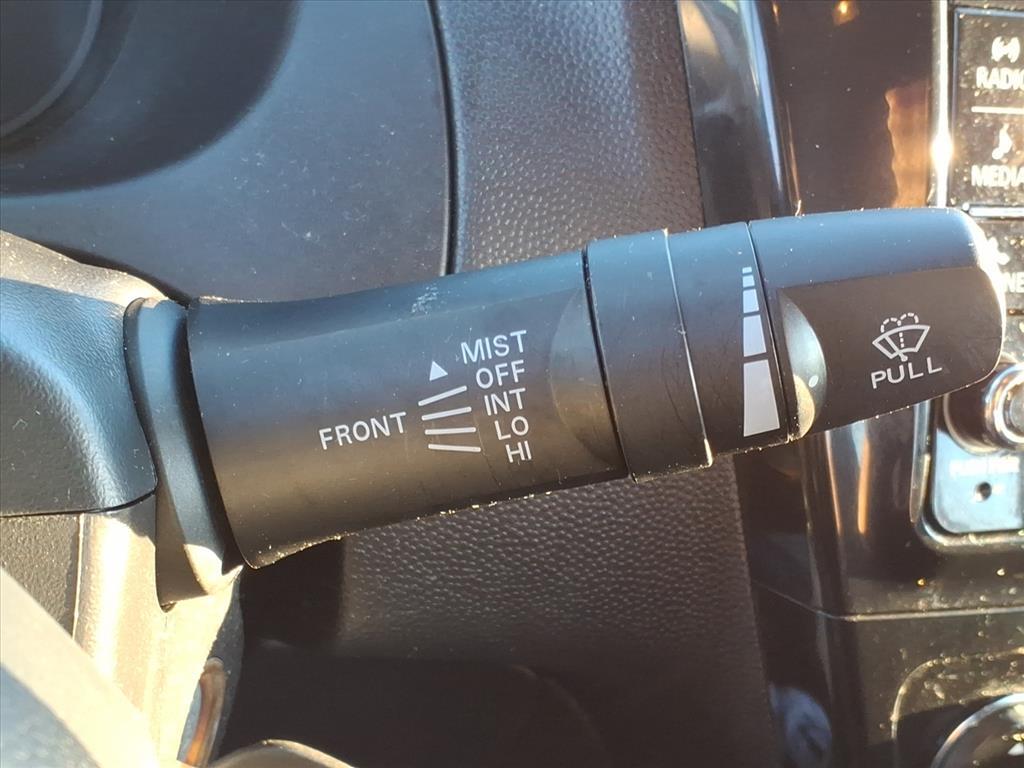 MIST
OFF
INT
LO
HI
FRONT
PULL
RADIO
MEDIA